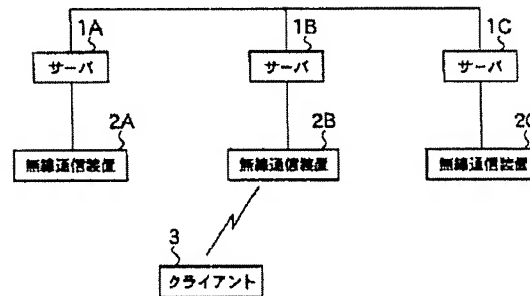 1A 1B 1C
サーバ サーバ サーバ
2A 2B 2C
無線通信装置 無線通信装置 無線通信装置
3
クライアント